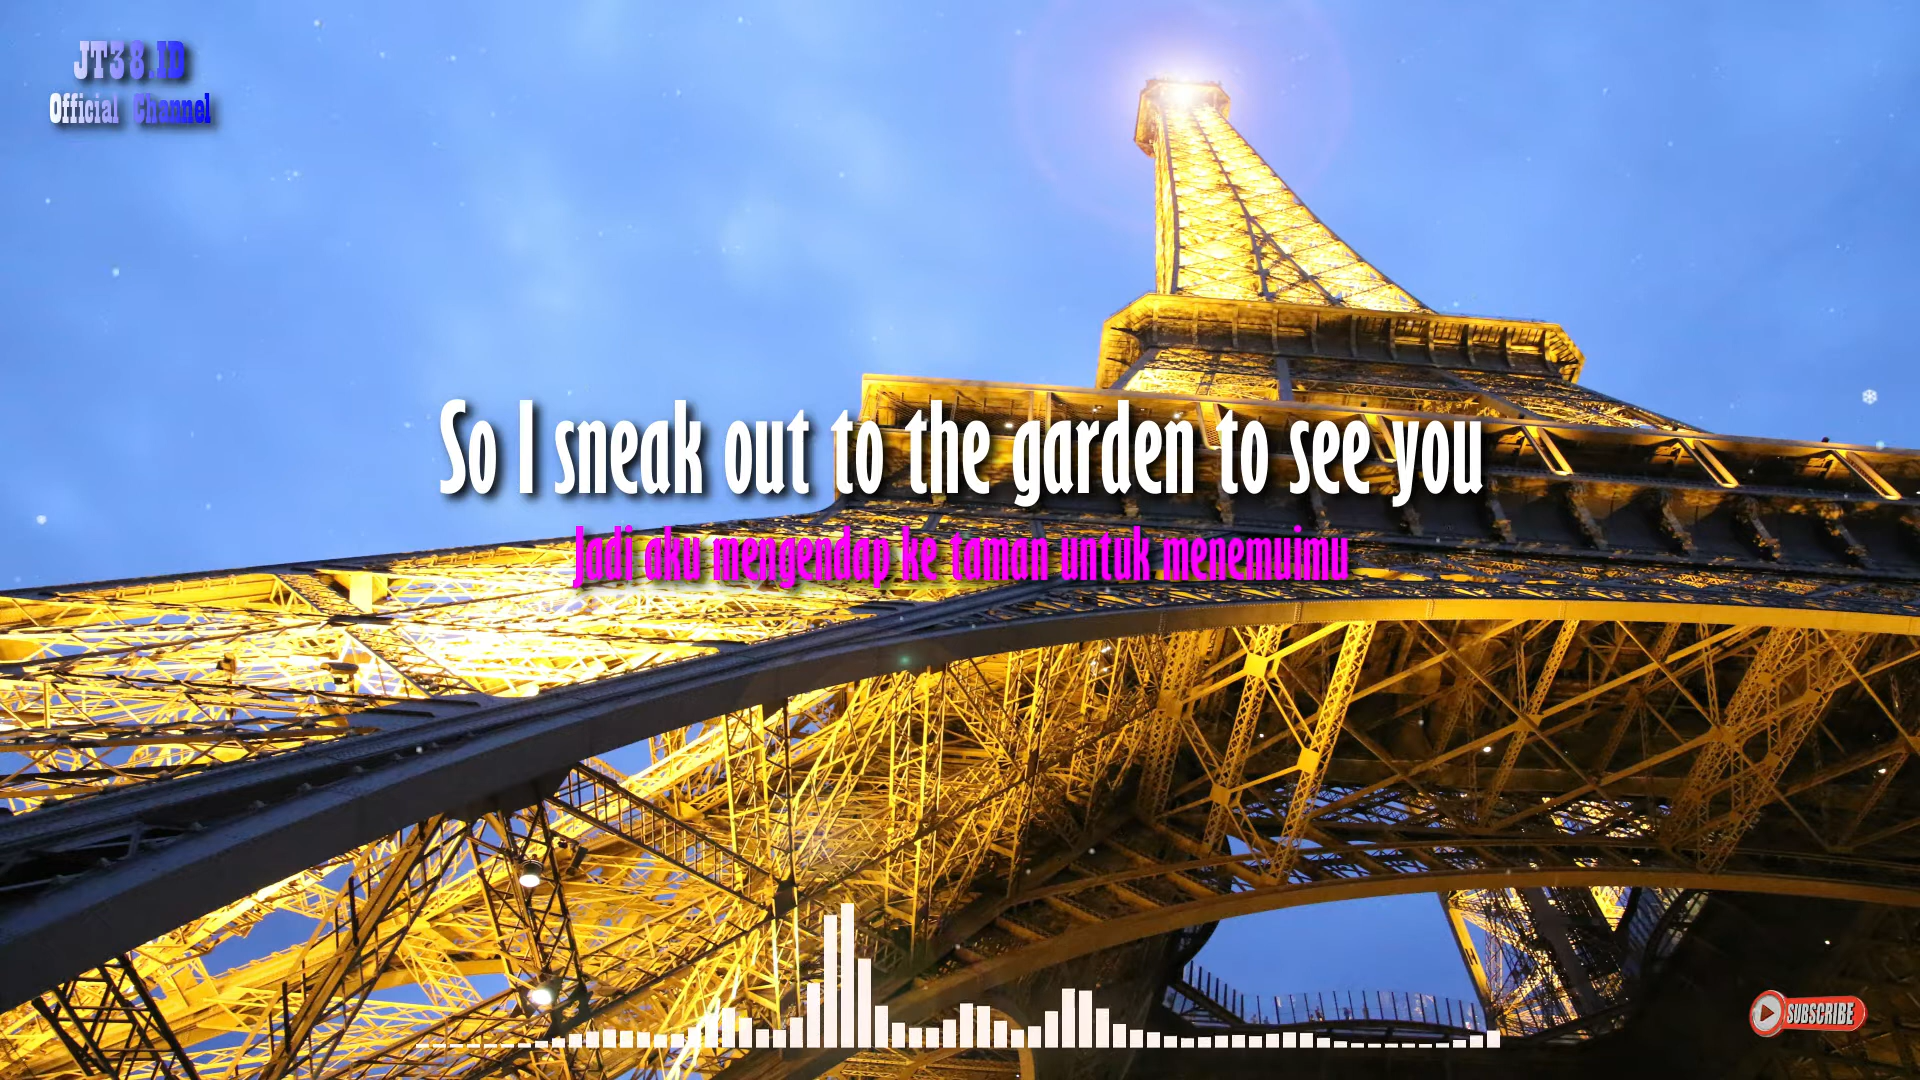 JT38.ID
Official Channel
So I sneak out to the garden to see you
Jadi aku mengendap ke taman untuk menemuimu
SUBSCRIBE